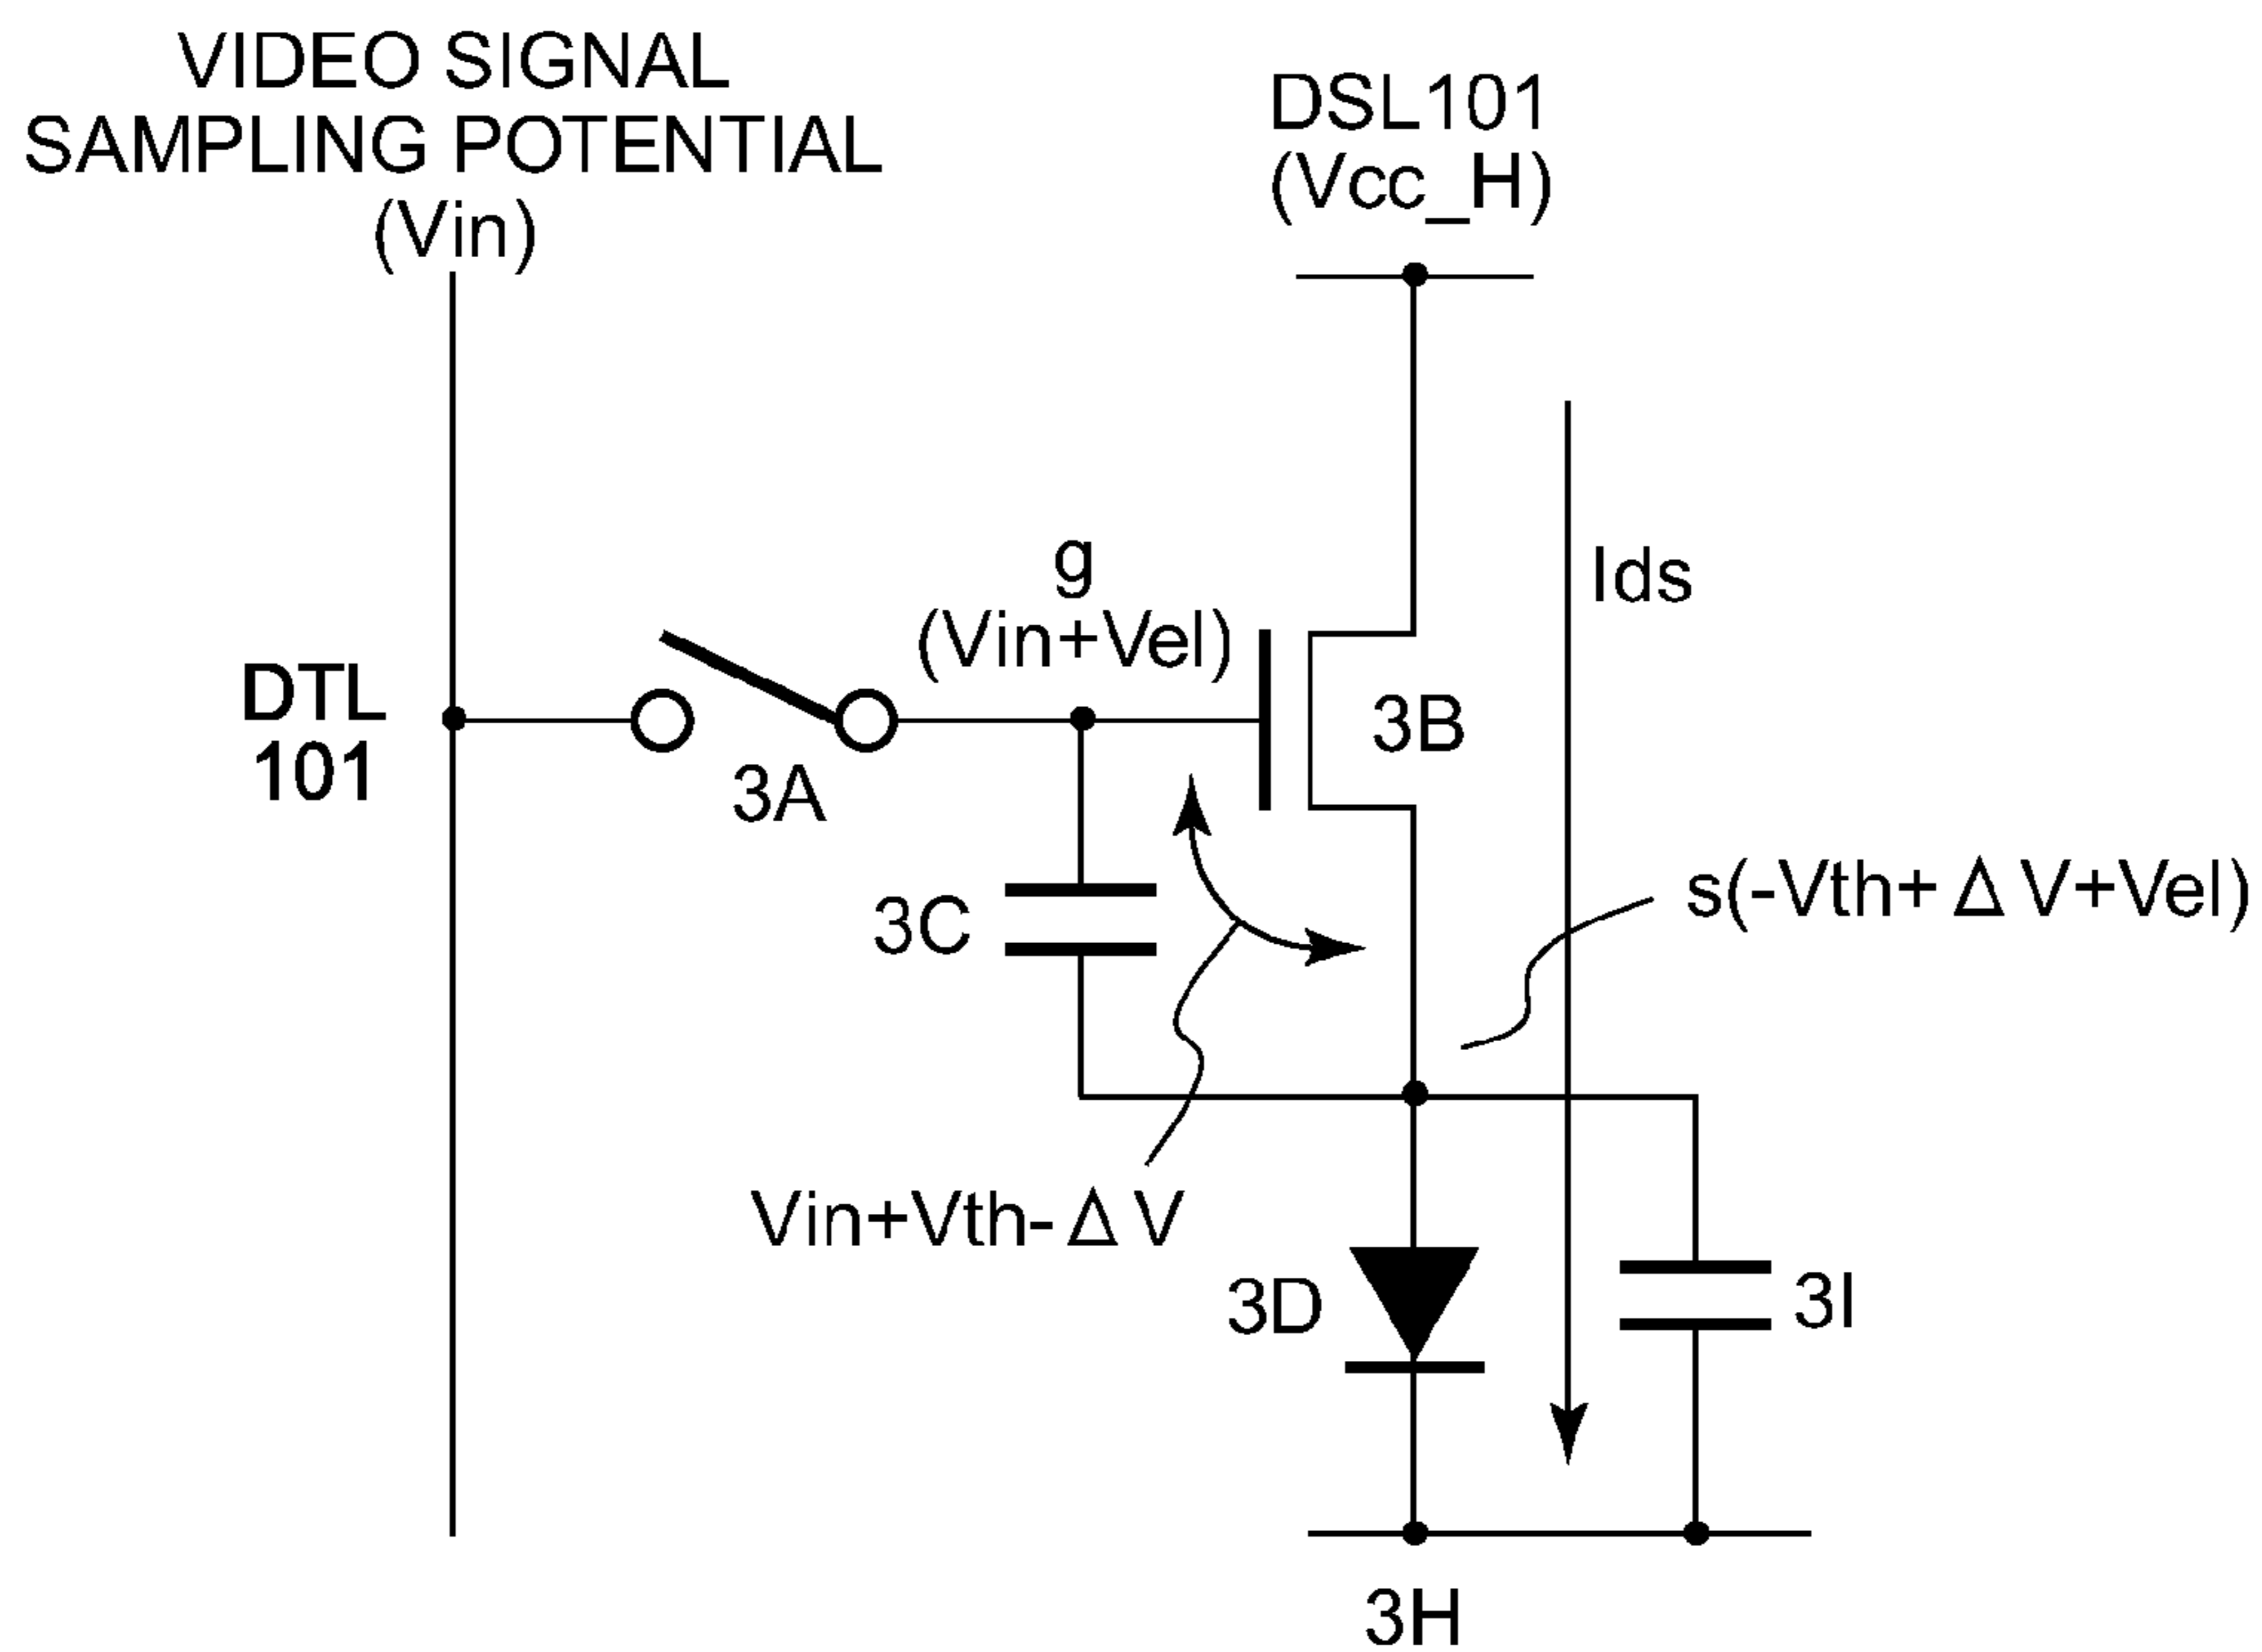 VIDEO SIGNAL
SAMPLING POTENTIAL
(Vin)
DSL101
(Vcc_H)
g
(Vin+Vel)
Ids
DTL
101
3A
3B
3C
s(-Vth+ΔV+Vel)
Vin+Vth-ΔV
3D
3I
3H